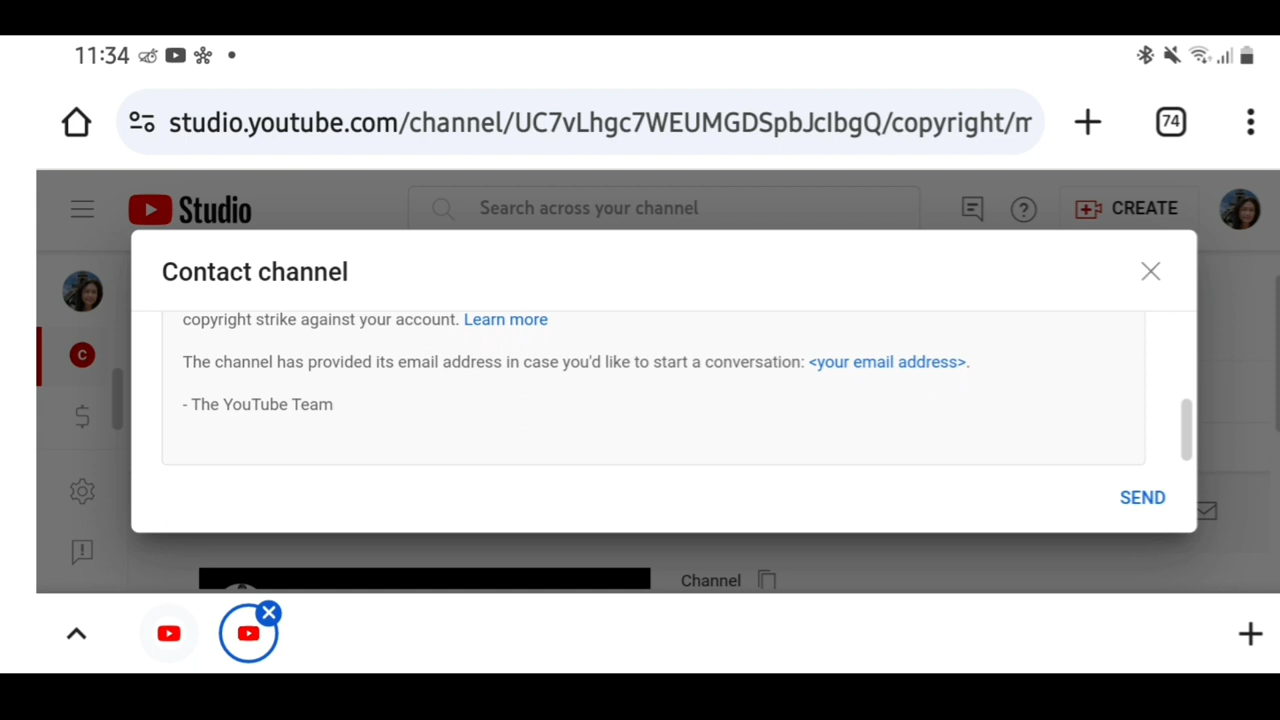 11:34
studio.youtube.com/channel/UC7vLhgc7WEUMGDSpbJcIbgQ/copyright/m
74
Studio
Search across your channel
CREATE
Contact channel
copyright strike against your account. Learn more
The channel has provided its email address in case you'd like to start a conversation: <your email address>.
- The YouTube Team
SEND
C
Channel